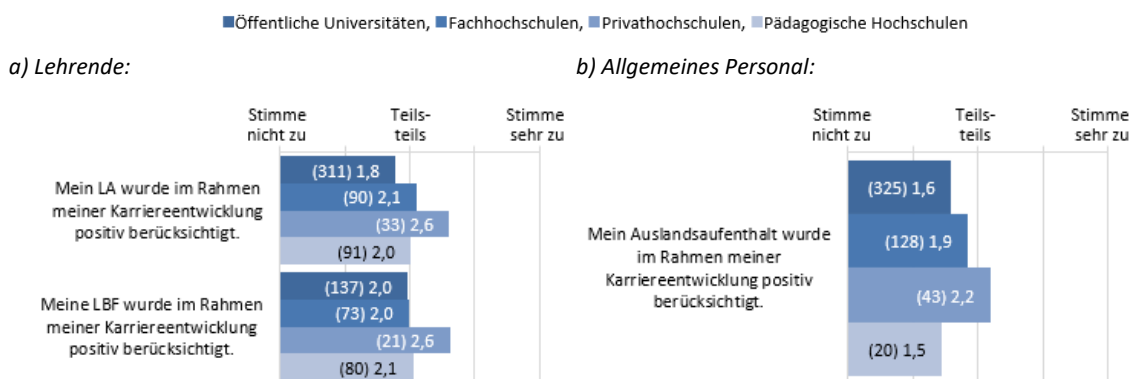 Öffentliche Universitäten, Fachhochschulen, Privathochschulen, Pädagogische Hochschulen
a) Lehrende:
Stimme nicht zu
Teils-teils
Stimme sehr zu
Mein LA wurde im Rahmen
meiner Karriereentwicklung
positiv berücksichtigt.
(311) 1,8
(90) 2,1
(33) 2,6
(91) 2,0
Meine LBF wurde im Rahmen
meiner Karriereentwicklung
positiv berücksichtigt.
(137) 2,0
(73) 2,0
(21) 2,6
(80) 2,1
b) Allgemeines Personal:
Stimme nicht zu
Teils-teils
Stimme sehr zu
Mein Auslandsaufenthalt wurde
im Rahmen meiner
Karriereentwicklung positiv
berücksichtigt.
(325) 1,6
(128) 1,9
(43) 2,2
(20) 1,5